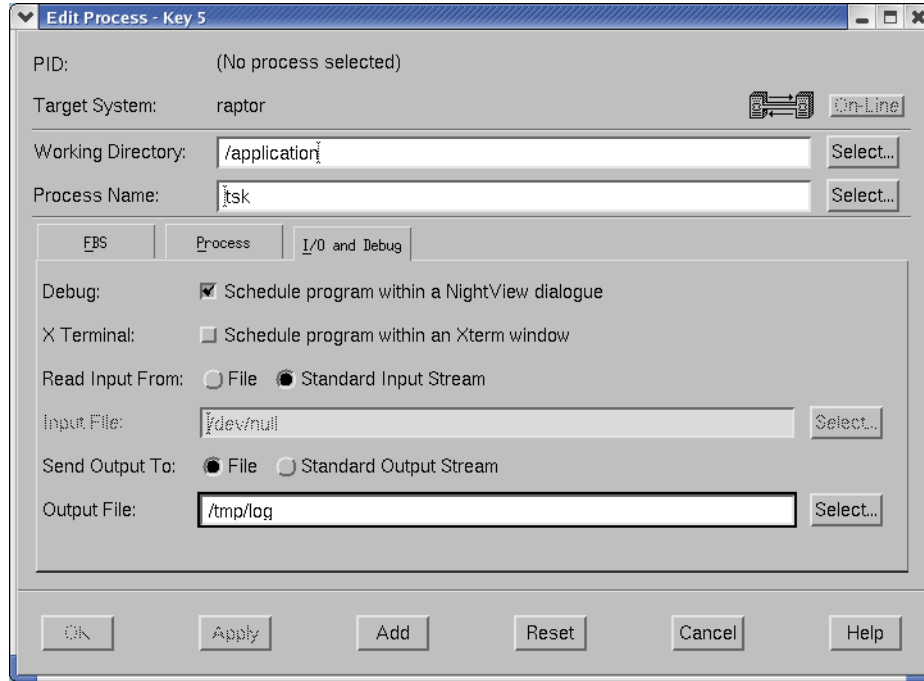 Edit Process - Key 5
PID: (No process selected)
Target System: raptor On-Line
Working Directory: /application Select...
Process Name: tsk Select...
FBS Process I/O and Debug
Debug: Schedule program within a NightView dialogue
X Terminal: Schedule program within an Xterm window
Read Input From: File Standard Input Stream
Input File: /dev/null Select...
Send Output To: File Standard Output Stream
Output File: /tmp/log Select...
OK Apply Add Reset Cancel Help